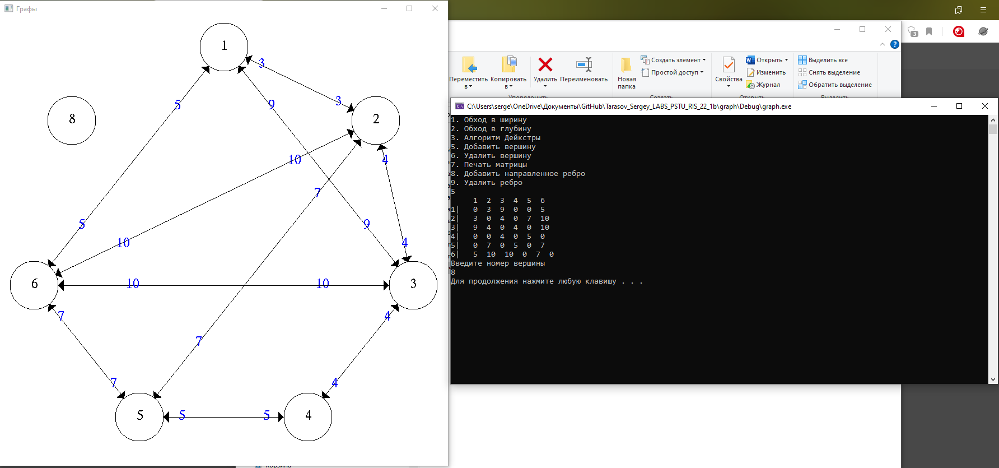 Графы
1
3
3
5
9
8
2
10
4
7
5
9
10
4
6
10
10
3
7
4
7
7
4
5
5
5
4
3
?
Переместить в
Копировать в
Удалить
Переименовать
Новая папка
Создать элемент
Простой доступ
Свойства
Открыть
Изменить
Журнал
Выделить все
Снять выделение
Обратить выделение
Упорядочить
Создать
Открыть
Выделить
C:\Users\serge\OneDrive\Документы\GitHub\Tarasov_Sergey_LABS_PSTU_RIS_22_1b\graph\Debug\graph.exe
1. Обход в ширину
2. Обход в глубину
3. Алгоритм Дейкстры
5. Добавить вершину
6. Удалить вершину
7. Печать матрицы
8. Добавить направленное ребро
9. Удалить ребро
5
1 2 3 4 5 6
1| 0 3 9 0 0 5
2| 3 0 4 0 7 10
3| 9 4 0 4 0 10
4| 0 0 4 0 5 0
5| 0 7 0 5 0 7
6| 5 10 10 0 7 0
Введите номер вершины
8
Для продолжения нажмите любую клавишу . . .
Корзина